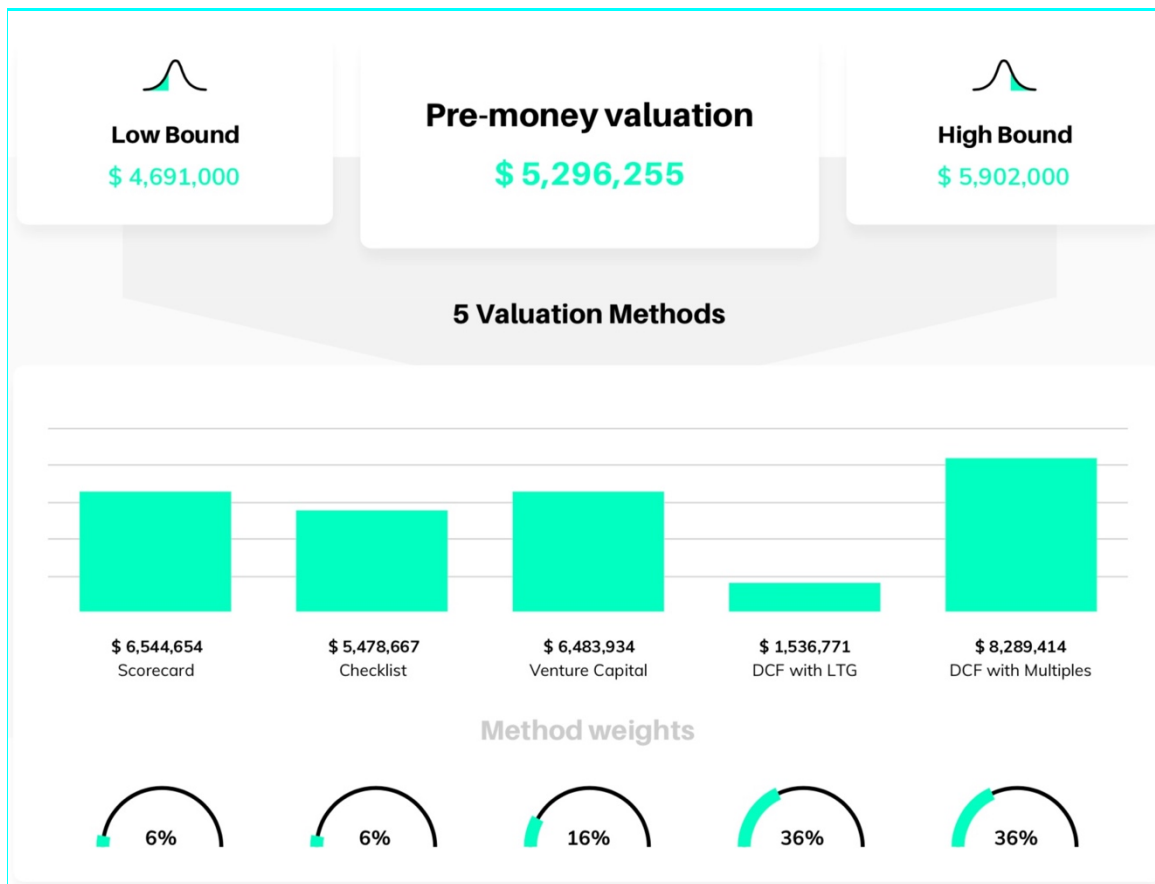 Low Bound
$ 4,691,000
Pre-money valuation
$ 5,296,255
High Bound
$ 5,902,000
5 Valuation Methods
$ 6,544,654
Scorecard
$ 5,478,667
Checklist
$ 6,483,934
Venture Capital
$ 1,536,771
DCF with LTG
$ 8,289,414
DCF with Multiples
Method weights
6%
6%
16%
36%
36%